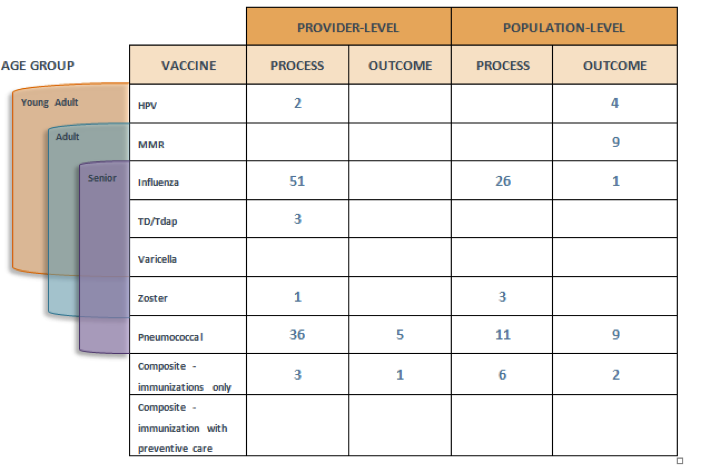 PROVIDER-LEVEL POPULATION-LEVEL
AGE GROUP VACCINE PROCESS OUTCOME PROCESS OUTCOME
Young Adult HPV 2 4
Adult MMR 9
Senior Influenza 51 26 1
TD/Tdap 3
Varicella
Zoster 1 3
Pneumococcal 36 5 11 9
Composite -
immunizations only 3 1 6 2
Composite -
immunization with
preventive care